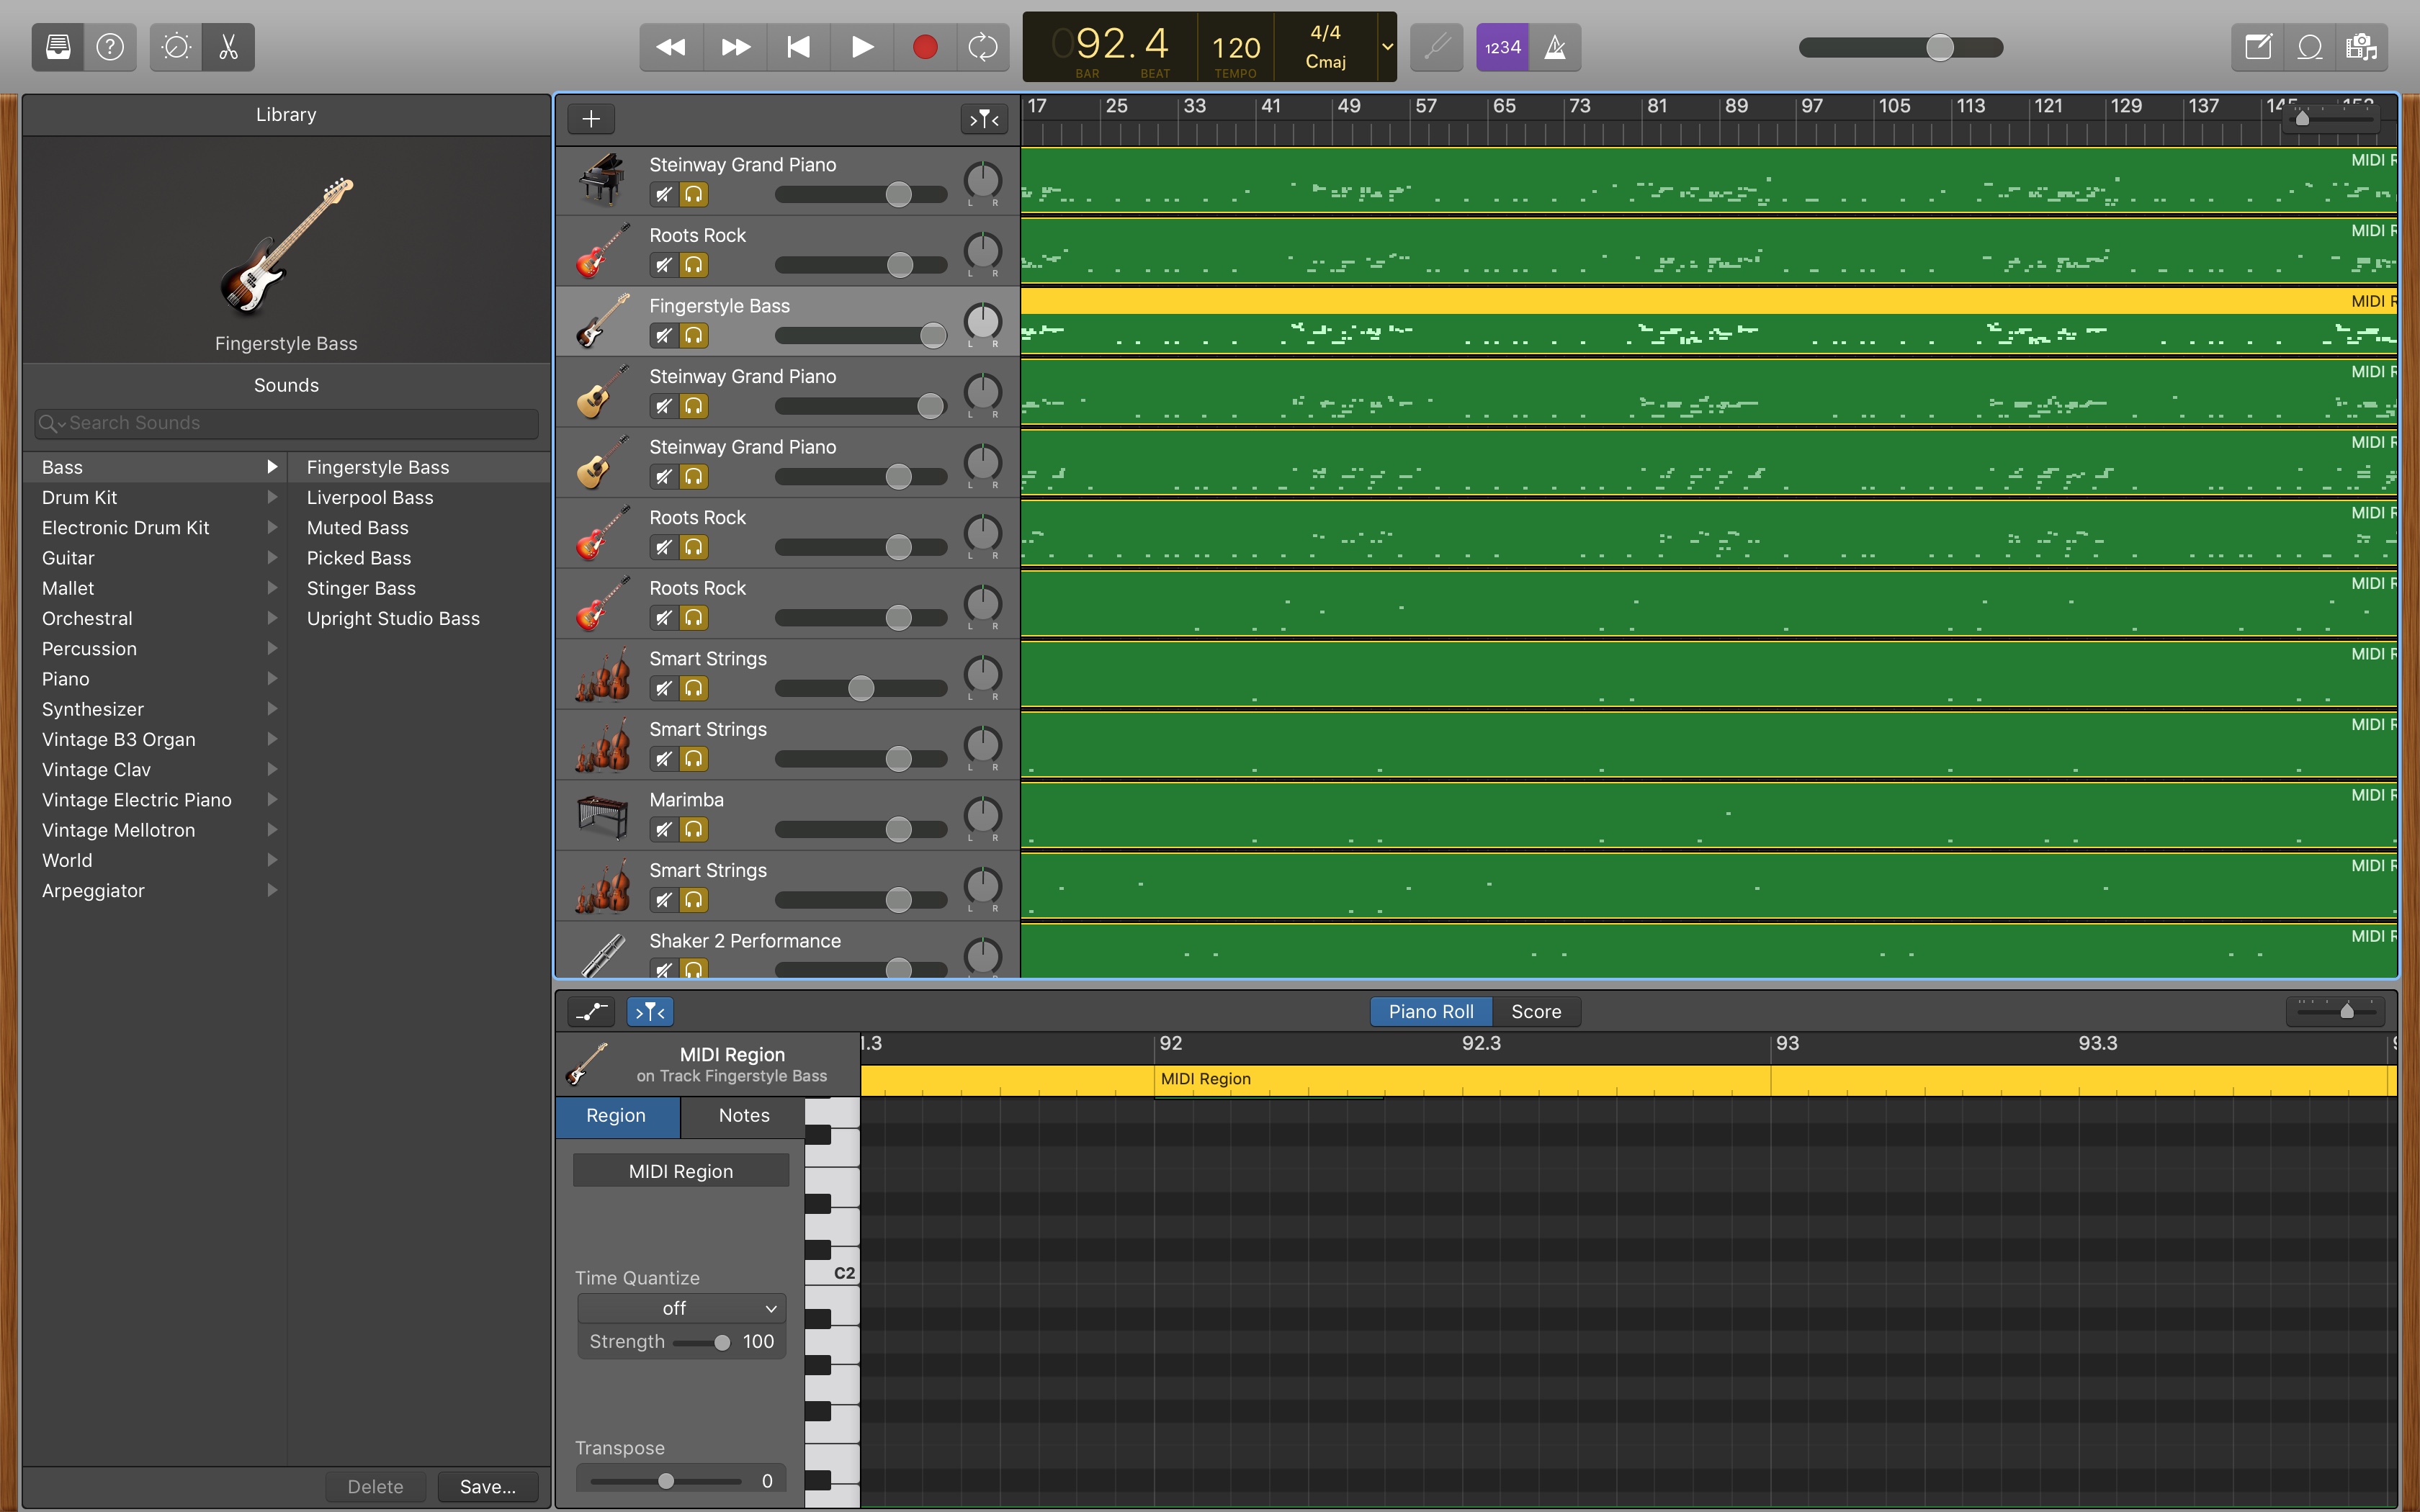 092.4
120
4/4
Cmaj
BAR
BEAT
TEMPO
1234
Library
Fingerstyle Bass
Sounds
Search Sounds
Bass
Drum Kit
Electronic Drum Kit
Guitar
Mallet
Orchestral
Percussion
Piano
Synthesizer
Vintage B3 Organ
Vintage Clav
Vintage Electric Piano
Vintage Mellotron
World
Arpeggiator
Fingerstyle Bass
Liverpool Bass
Muted Bass
Picked Bass
Stinger Bass
Upright Studio Bass
Delete
Save...
17 25 33 41 49 57 65 73 81 89 97 105 113 121 129 137
Steinway Grand Piano
L R
MIDI R
Roots Rock
L R
MIDI R
Fingerstyle Bass
L R
MIDI R
Steinway Grand Piano
L R
MIDI R
Steinway Grand Piano
L R
MIDI R
Roots Rock
L R
MIDI R
Roots Rock
L R
MIDI R
Smart Strings
L R
MIDI R
Smart Strings
L R
MIDI R
Marimba
L R
MIDI R
Smart Strings
L R
MIDI R
Shaker 2 Performance
L R
MIDI R
Piano Roll
Score
MIDI Region
on Track Fingerstyle Bass
1.3 92 92.3 93 93.3
MIDI Region
Region
Notes
MIDI Region
Time Quantize
off
Strength 100
Transpose
0
C2